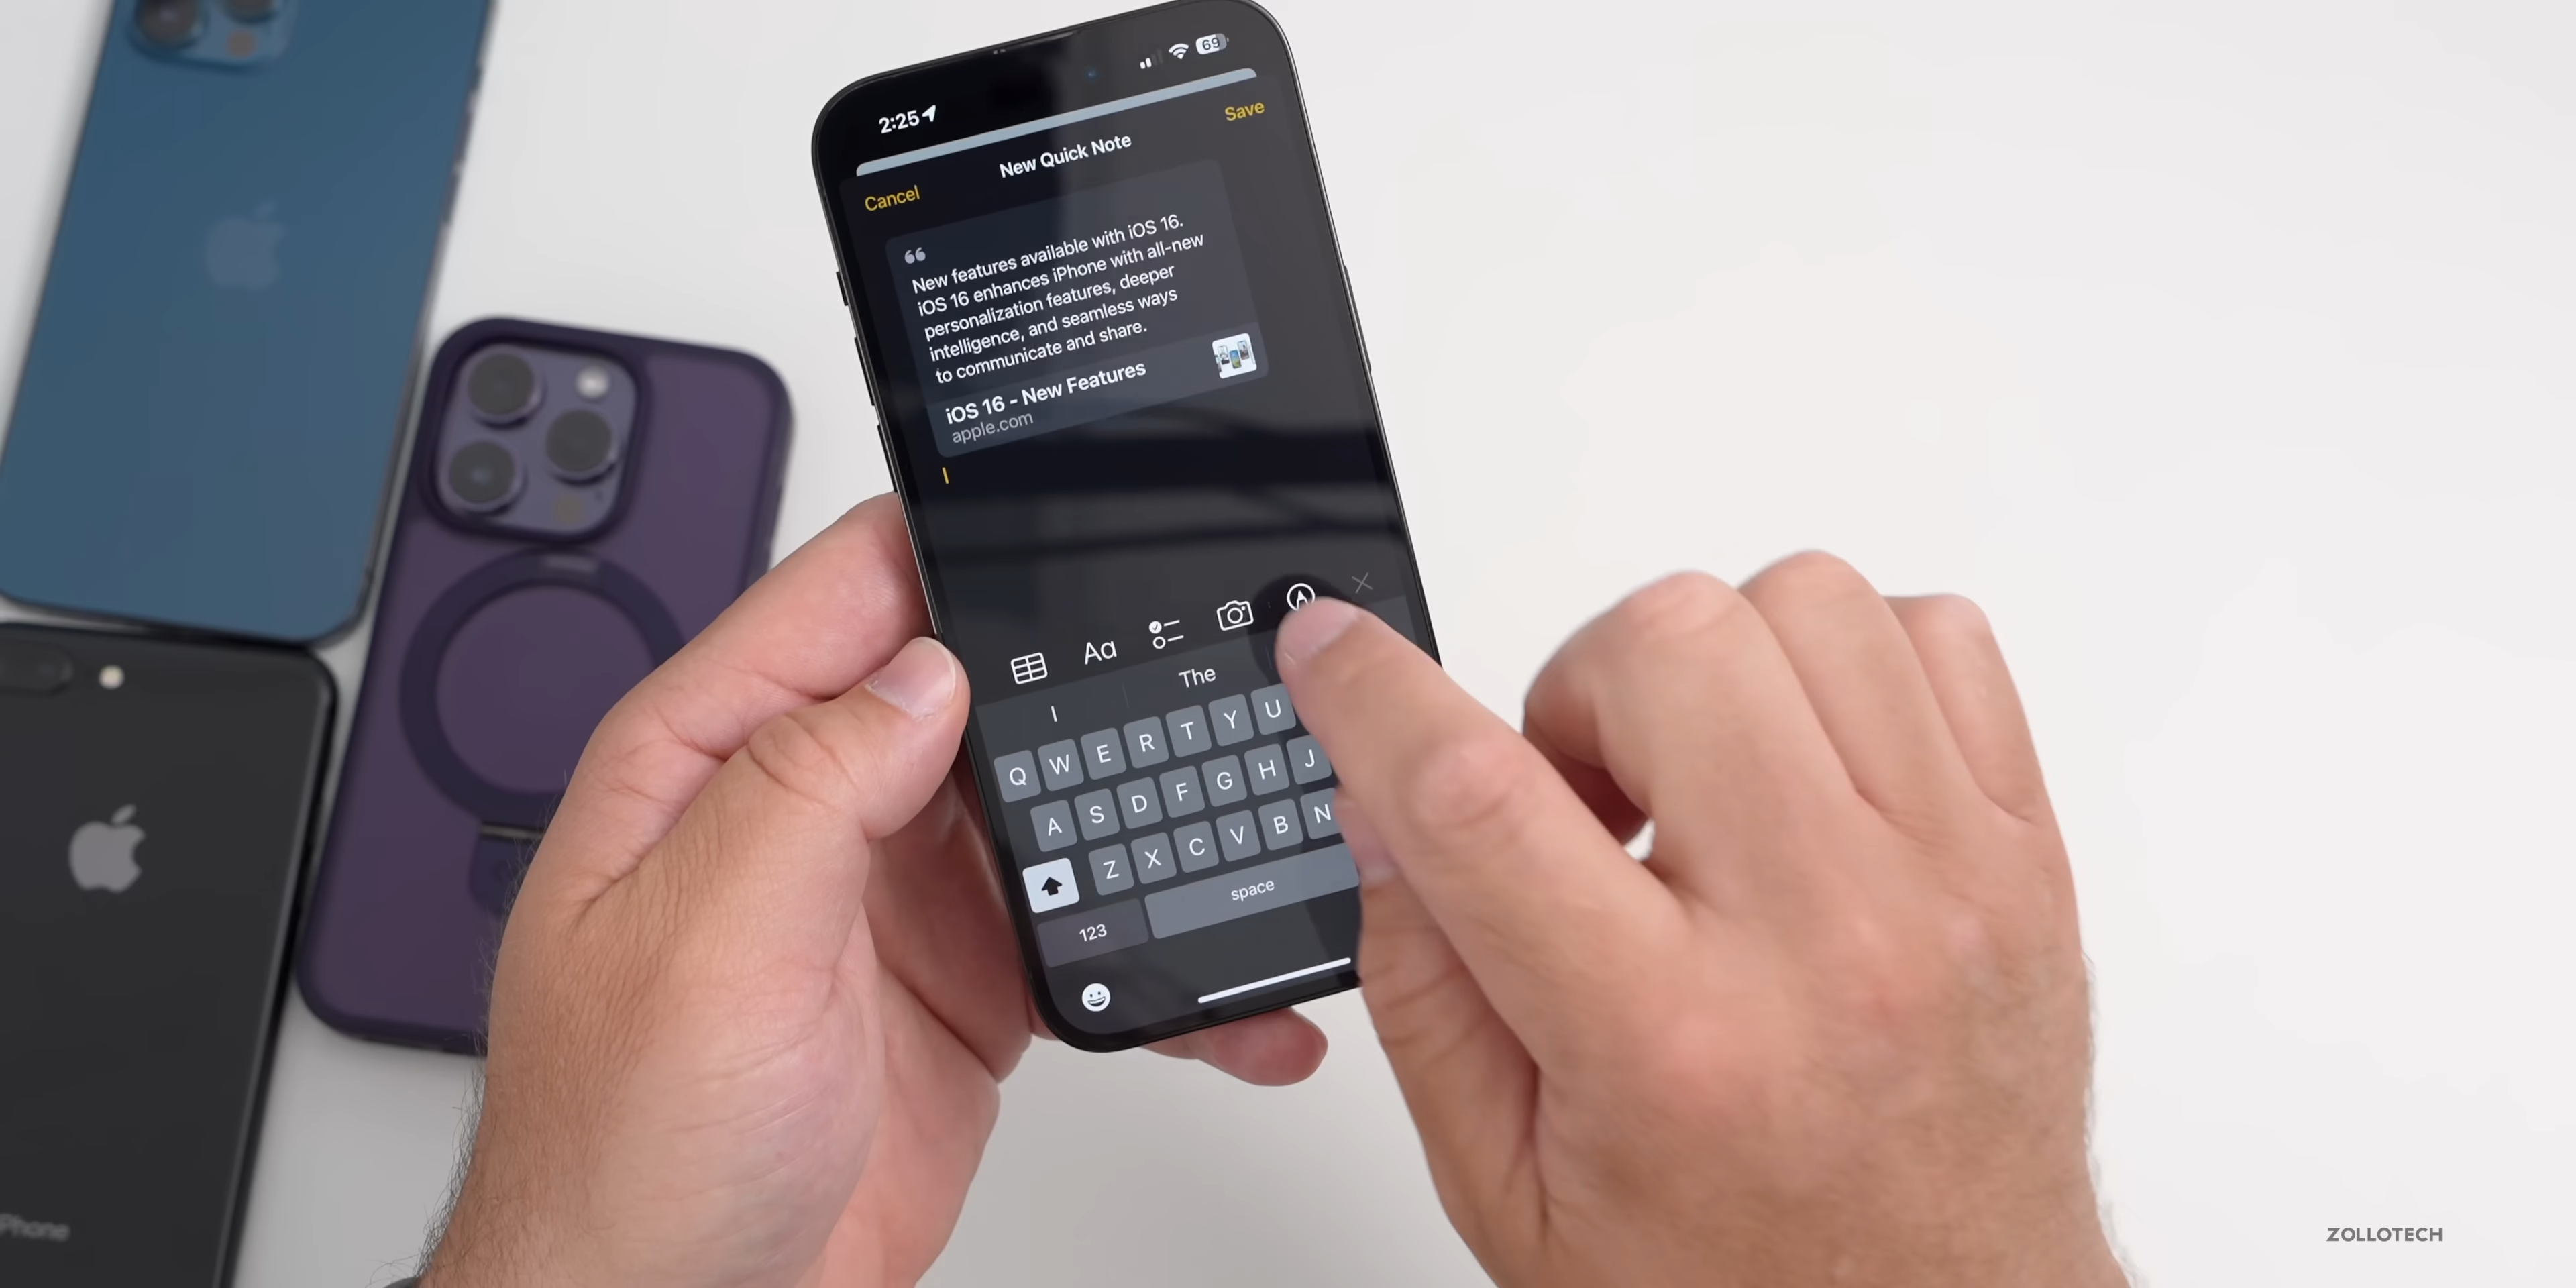 2:25
69
Cancel
New Quick Note
Save
“
New features available with iOS 16.
iOS 16 enhances iPhone with all-new
personalization features, deeper
intelligence, and seamless ways
to communicate and share.
iOS 16 - New Features
apple.com
Aa
I
The
Q W E R T Y U
A S D F G H J
Z X C V B N
123
space
Phone
ZOLLOTECH